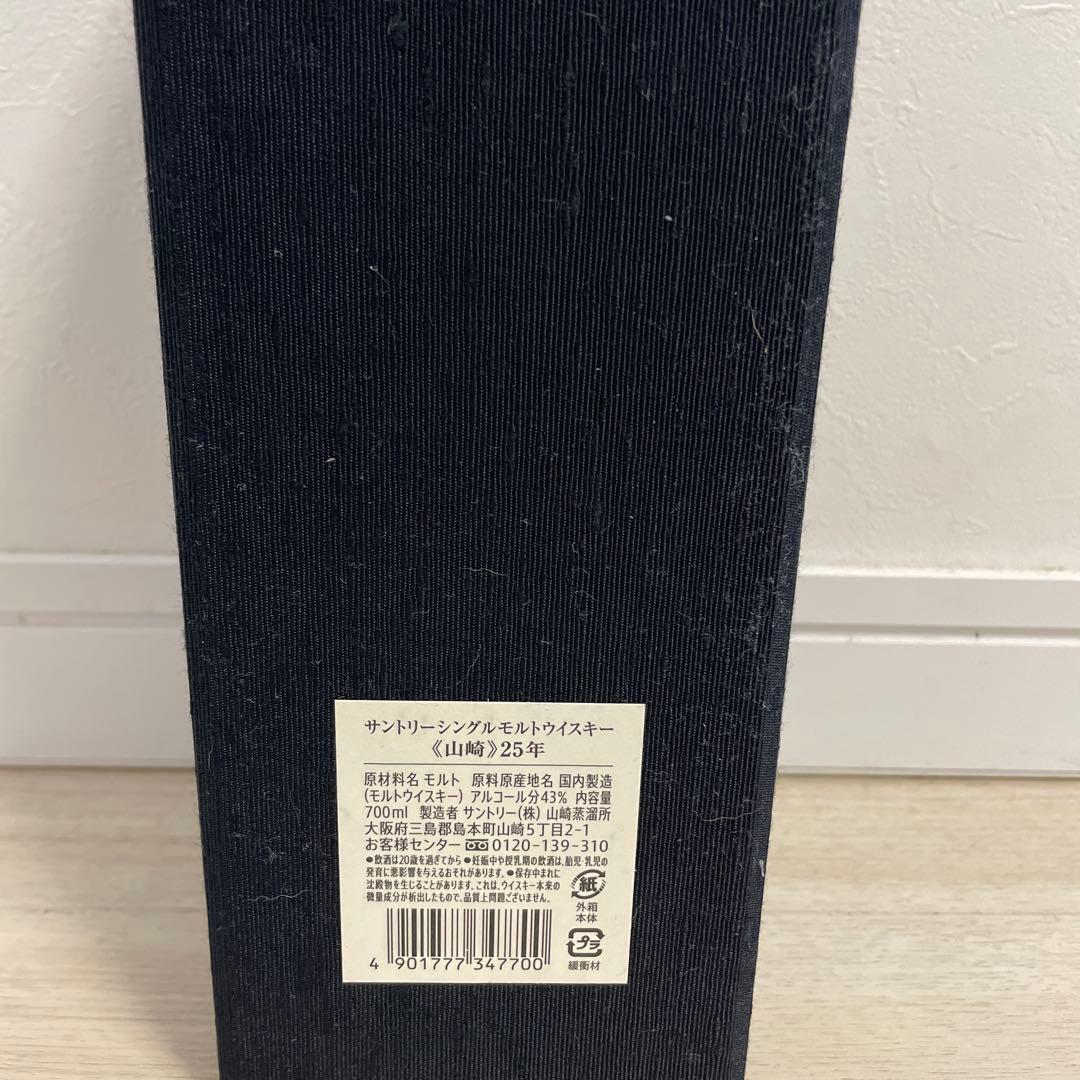 サントリーシングルモルトウイスキー
《山崎》25年
原材料名 モルト 原料原産地名 国内製造
(モルトウイスキー) アルコール分43% 内容量
700ml 製造者 サントリー(株) 山崎蒸溜所
大阪府三島郡島本町山崎5丁目2-1
お客様センター 0120-139-310
●飲酒は20歳を過ぎてから ●妊娠中や授乳期の飲酒は、胎児・乳児の
発育に悪影響を与えるおそれがあります。 ●保存中まれに
沈殿物を生じることがあります。これは、ウイスキー本来の
微量成分が析出したもので、品質上問題ございません。
紙
外箱
本体
プラ
緩衝材
4 901777 347700